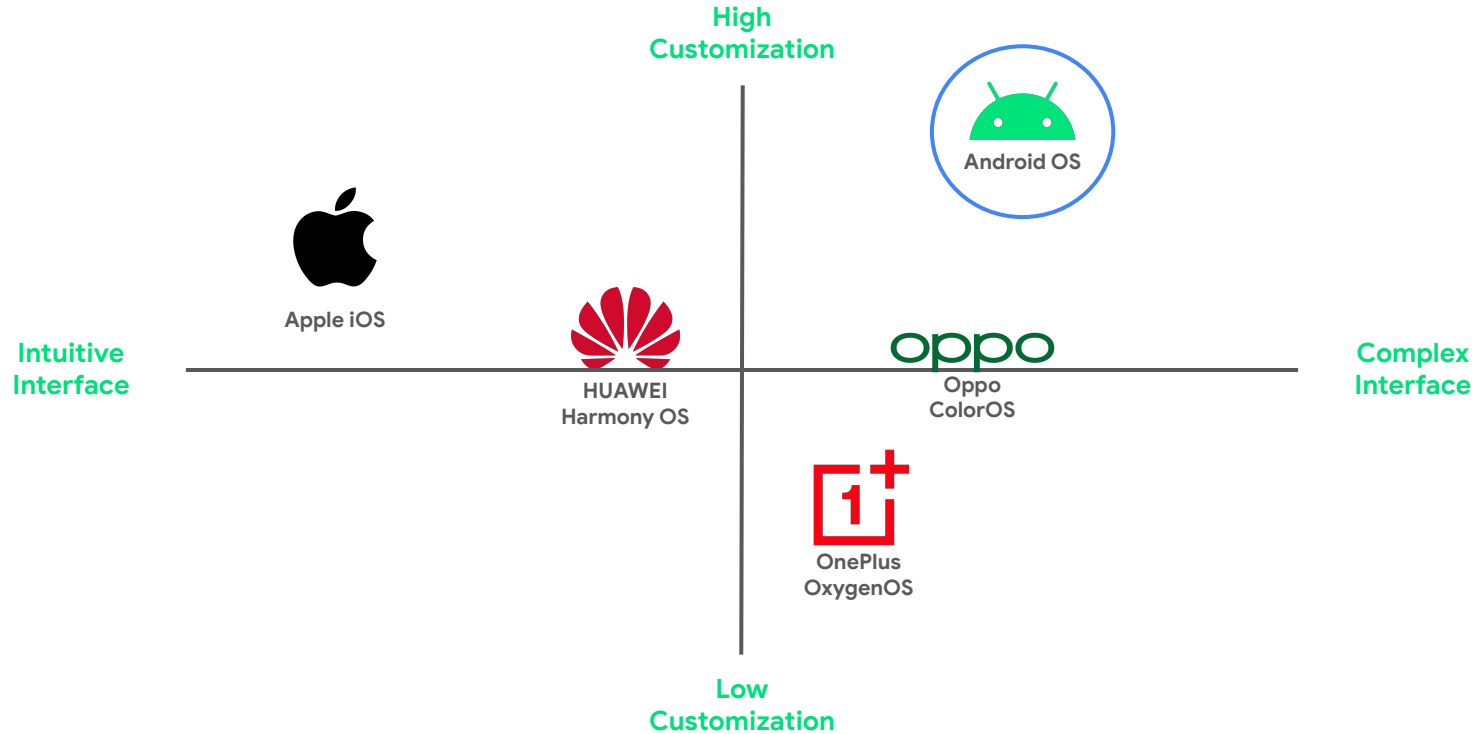 High
Customization
Android OS
Apple iOS
Intuitive
Interface
oppo
Complex
Interface
HUAWEI
Harmony OS
Oppo
ColorOS
1+
OnePlus
OxygenOS
Low
Customization